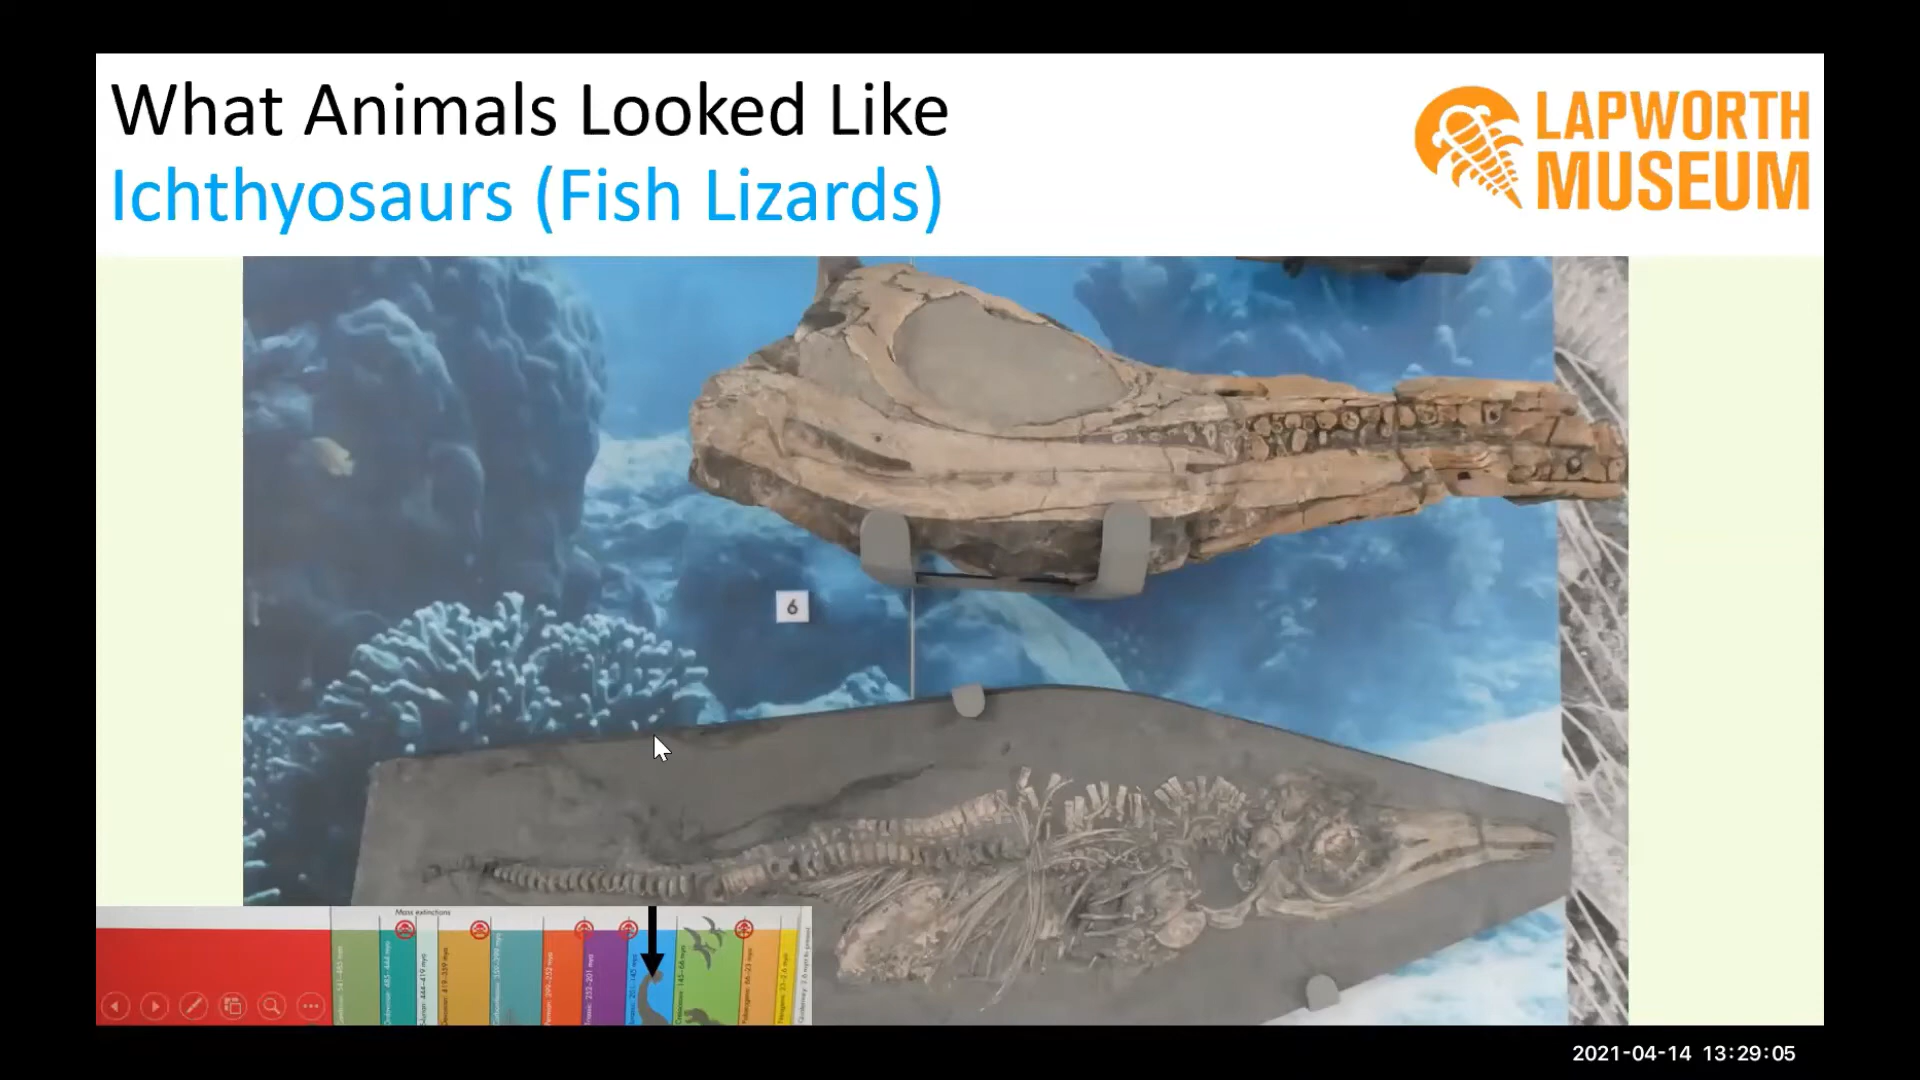 What Animals Looked Like
Ichthyosaurs (Fish Lizards)
LAPWORTH
MUSEUM
6
Mass extinctions
2021-04-14 13:29:05